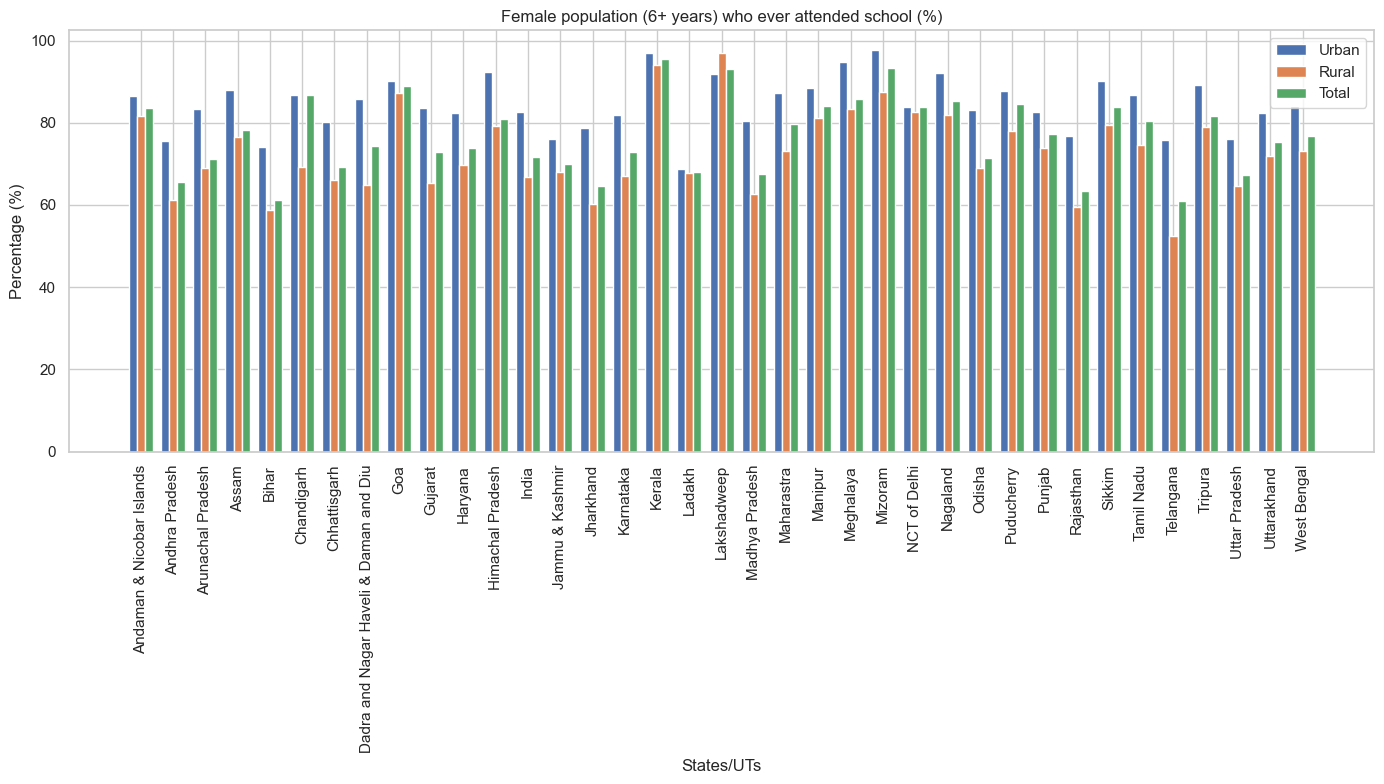 Female population (6+ years) who ever attended school (%)
Urban
Rural
Total
Percentage (%)
100
80
60
40
20
0
Andaman & Nicobar Islands
Andhra Pradesh
Arunachal Pradesh
Assam
Bihar
Chandigarh
Chhattisgarh
Dadra and Nagar Haveli & Daman and Diu
Goa
Gujarat
Haryana
Himachal Pradesh
India
Jammu & Kashmir
Jharkhand
Karnataka
Kerala
Ladakh
Lakshadweep
Madhya Pradesh
Maharastra
Manipur
Meghalaya
Mizoram
NCT of Delhi
Nagaland
Odisha
Puducherry
Punjab
Rajasthan
Sikkim
Tamil Nadu
Telangana
Tripura
Uttar Pradesh
Uttarakhand
West Bengal
States/UTs